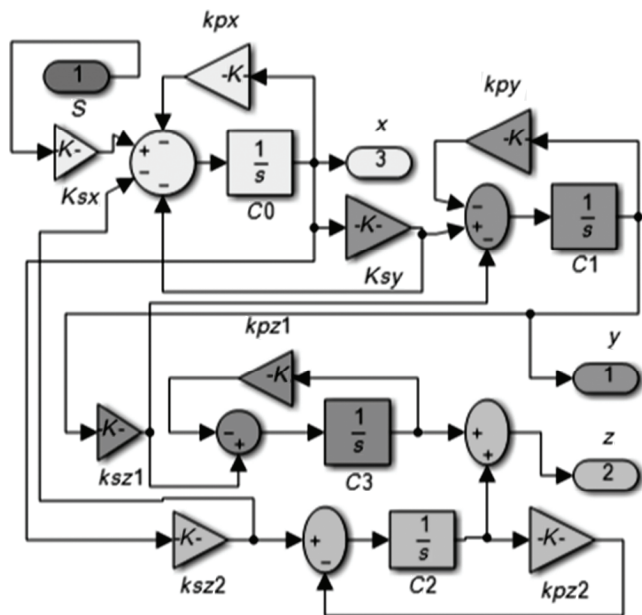 kpx
1
S
-K-
kpy
-K-
K-
+
-
-
-
1
s
x
3
Ksx
C0
-K-
Ksy
-
+
-
1
s
C1
kpz1
-K-
y
1
-K-
ksz1
-
+
1
s
C3
+
+
z
2
-K-
ksz2
+
-
1
s
C2
-K-
kpz2